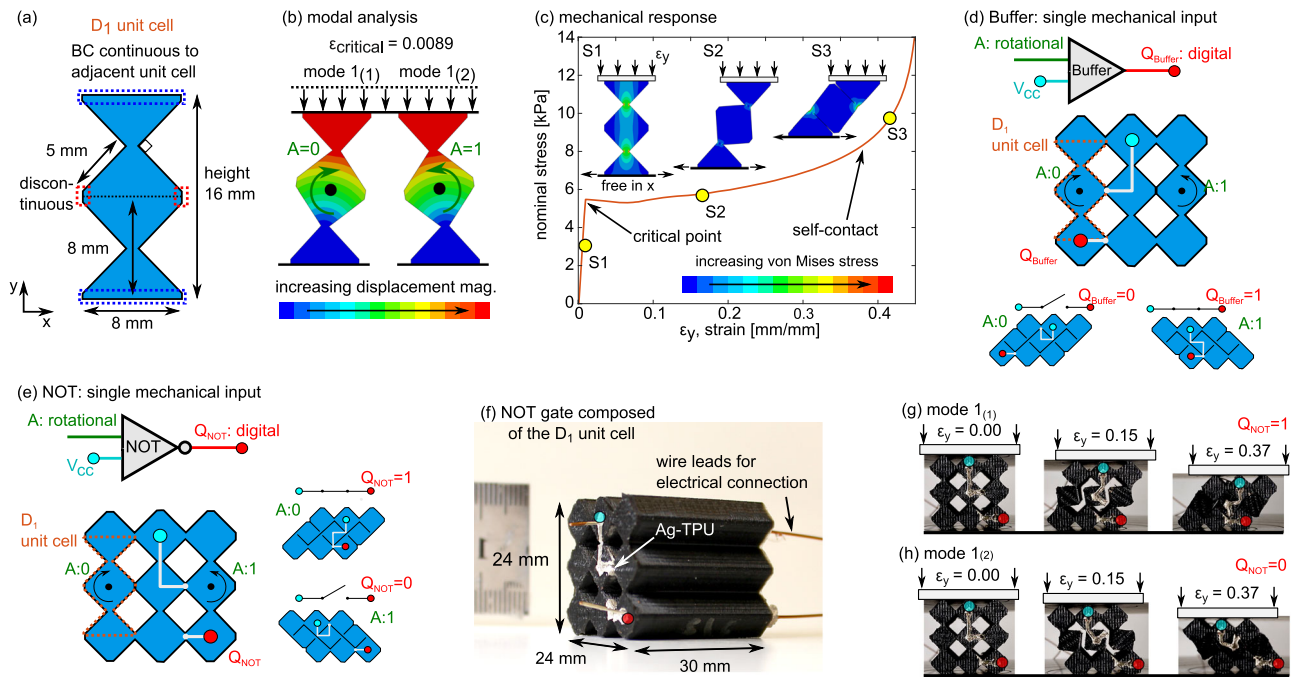 (a)
D1 unit cell
BC continuous to
adjacent unit cell
5 mm
discon-
tinuous
8 mm
height
16 mm
y
x
8 mm
(b) modal analysis
εcritical = 0.0089
mode 1(1) mode 1(2)
A=0 A=1
increasing displacement mag.
(c) mechanical response
nominal stress [kPa]
14
12
10
8
6
4
2
0
S1 εy S2 S3
free in x
S3
S2
S1
critical point
self-contact
increasing von Mises stress
0 0.1 0.2 0.3 0.4
εy, strain [mm/mm]
(d) Buffer: single mechanical input
A: rotational
QBuffer: digital
Buffer
VCC
D1
unit cell
A:0
A:1
QBuffer
QBuffer=0 QBuffer=1
A:0 A:1
(e) NOT: single mechanical input
A: rotational
QNOT: digital
NOT
VCC
QNOT=1
A:0
D1
unit cell
A:0 A:1
QNOT=0
A:1
QNOT
(f) NOT gate composed
of the D1 unit cell
wire leads for
electrical connection
Ag-TPU
24 mm
24 mm
30 mm
(g) mode 1(1)
QNOT=1
εy = 0.00 εy = 0.15 εy = 0.37
(h) mode 1(2)
QNOT=0
εy = 0.00 εy = 0.15 εy = 0.37